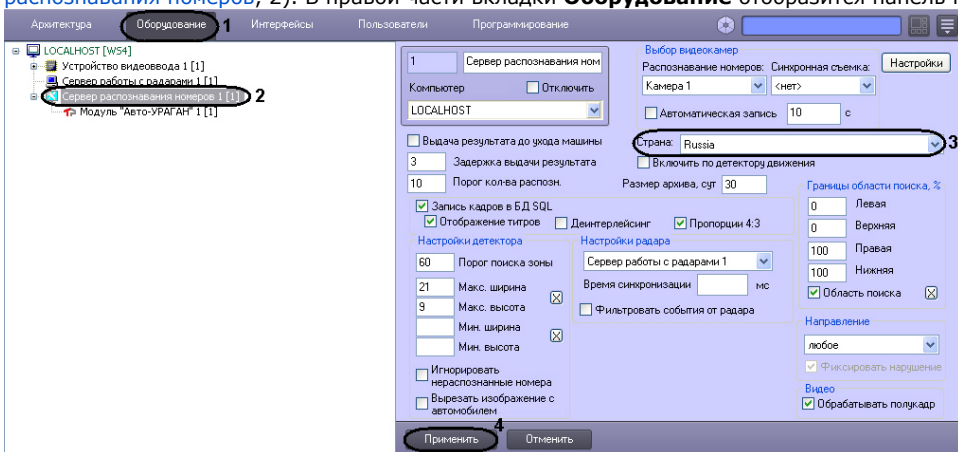 распознавания номеров, 2). В правой части вкладки Оборудование отобразится панель
Архитектура Оборудование 1 Интерфейсы Пользователи Программирование
LOCALHOST [WS4]
Устройство видеоввода 1 [1]
Сервер работы с радарами 1 [1]
Сервер распознавания номеров 1 [1] 2
Модуль "Авто-УРАГАН" 1 [1]
1 Сервер распознавания ном
Компьютер Отключить
LOCALHOST
Выбор видеокамер
Распознавание номеров: Синхронная съемка: Настройки
Камера 1 <нет>
Автоматическая запись 10 с
Выдача результата до ухода машины
Страна: Russia 3
3 Задержка выдачи результата
Включить по детектору движения
10 Порог кол-ва распозн.
Размер архива, сут 30
Запись кадров в БД SQL
Отображение титров Деинтерлейсинг Пропорции 4:3
Границы области поиска, %
0 Левая
0 Верхняя
100 Правая
100 Нижняя
Область поиска
Настройки детектора
60 Порог поиска зоны
21 Макс. ширина
9 Макс. высота
Мин. ширина
Мин. высота
Игнорировать
нераспознанные номера
Вырезать изображение с
автомобилем
Настройки радара
Сервер работы с радарами 1
Время синхронизации мс
Фильтровать события от радара
Направление
любое
Фиксировать нарушение
Видео
Обрабатывать полукадр
Применить 4 Отменить